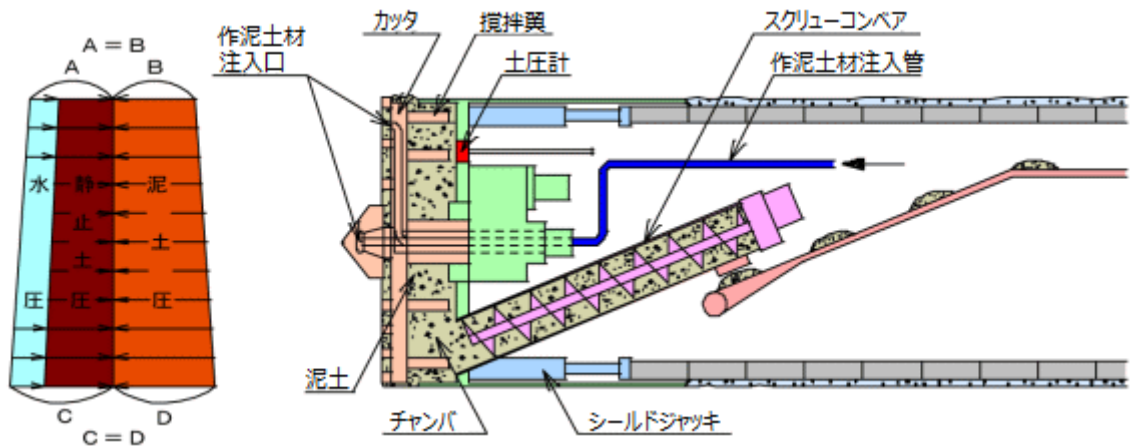 A = B
A
B
水圧
静止土圧
泥土圧
C
D
C = D
作泥土材
注入口
カッタ
撹拌翼
土圧計
スクリューコンベア
作泥土材注入管
泥土
チャンバ
シールドジャッキ